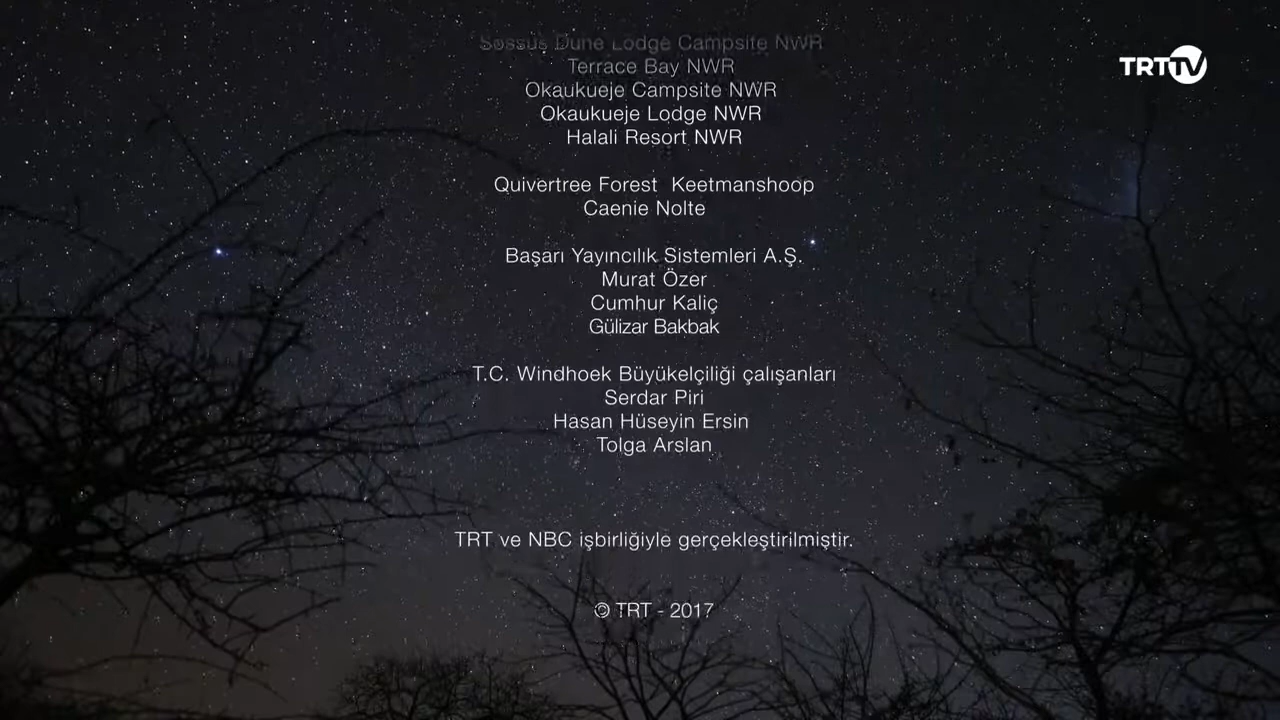 Sossus Dune Lodge Campsite NWR
TRT TV
Terrace Bay NWR
Okaukueje Campsite NWR
Okaukueje Lodge NWR
Halali Resort NWR
Quivertree Forest Keetmanshoop
Caenie Nolte
Başarı Yayıncılık Sistemleri A.Ş.
Murat Özer
Cumhur Kaliç
Gülizar Bakbak
T.C. Windhoek Büyükelçiliği çalışanları
Serdar Piri
Hasan Hüseyin Ersin
Tolga Arslan
TRT ve NBC işbirliğiyle gerçekleştirilmiştir.
© TRT - 2017